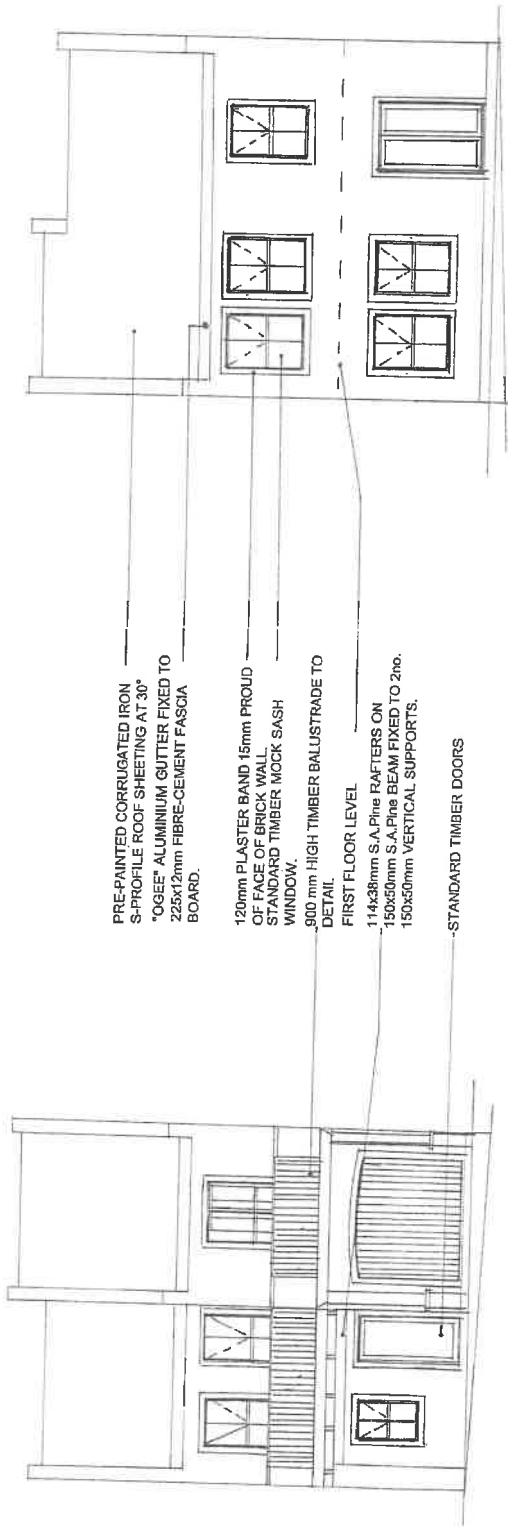 PRE-PAINTED CORRUGATED IRON
S-PROFILE ROOF SHEETING AT 30°
"OGEE" ALUMINIUM GUTTER FIXED TO
225x12mm FIBRE-CEMENT FASCIA
BOARD.
120mm PLASTER BAND 15mm PROUD
OF FACE OF BRICK WALL.
STANDARD TIMBER MOCK SASH
WINDOW.
900 mm HIGH TIMBER BALUSTRADE TO
DETAIL.
FIRST FLOOR LEVEL
114x38mm S.A.Pine RAFTERS ON
150x50mm S.A.Pine BEAM FIXED TO 2no.
150x50mm VERTICAL SUPPORTS.
STANDARD TIMBER DOORS